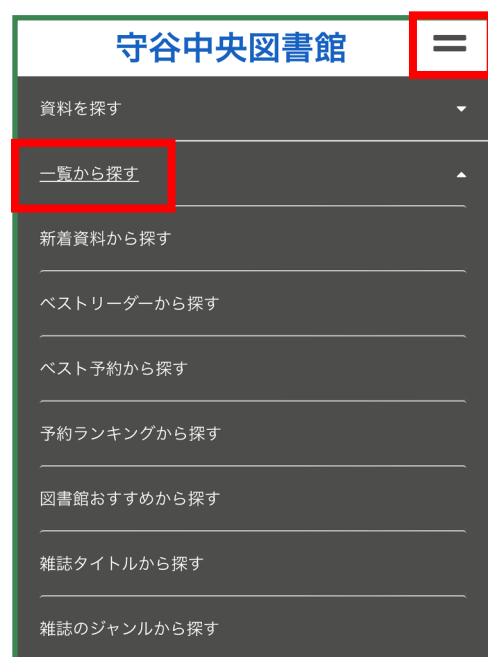 守谷中央図書館
資料を探す
一覧から探す
新着資料から探す
ベストリーダーから探す
ベスト予約から探す
予約ランキングから探す
図書館おすすめから探す
雑誌タイトルから探す
雑誌のジャンルから探す